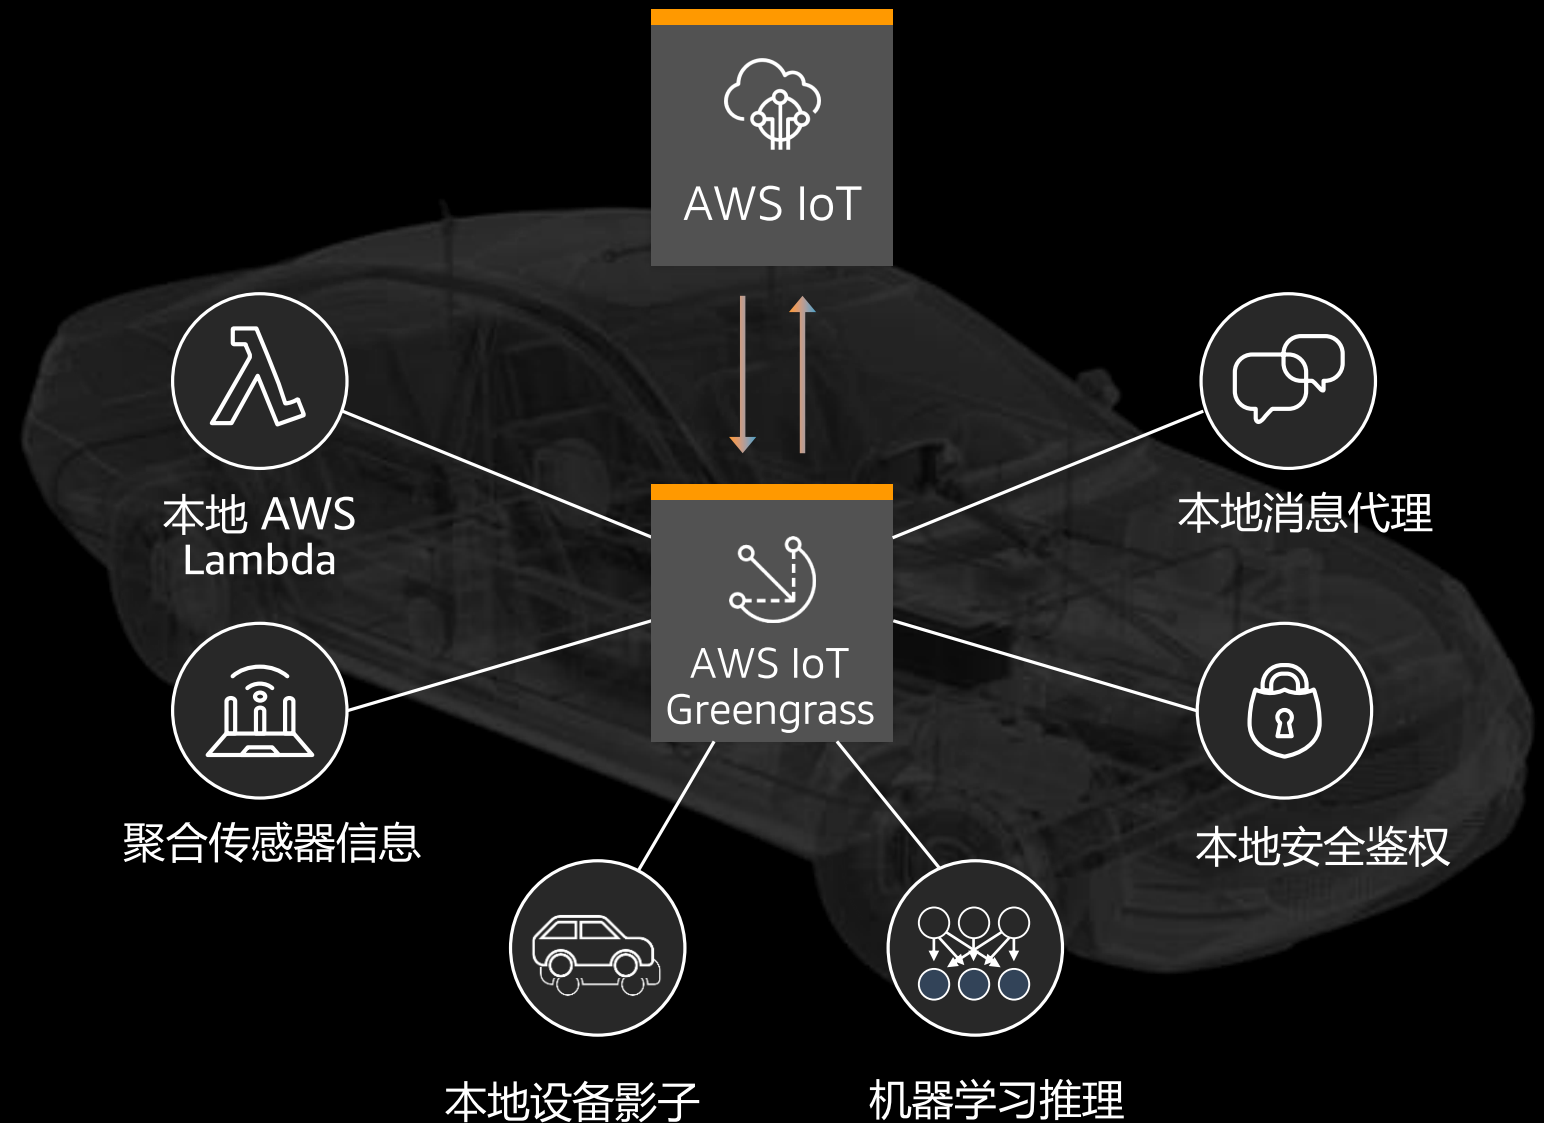 AWS IoT
本地 AWS
Lambda
本地消息代理
AWS IoT
Greengrass
聚合传感器信息
本地安全鉴权
本地设备影子
机器学习推理